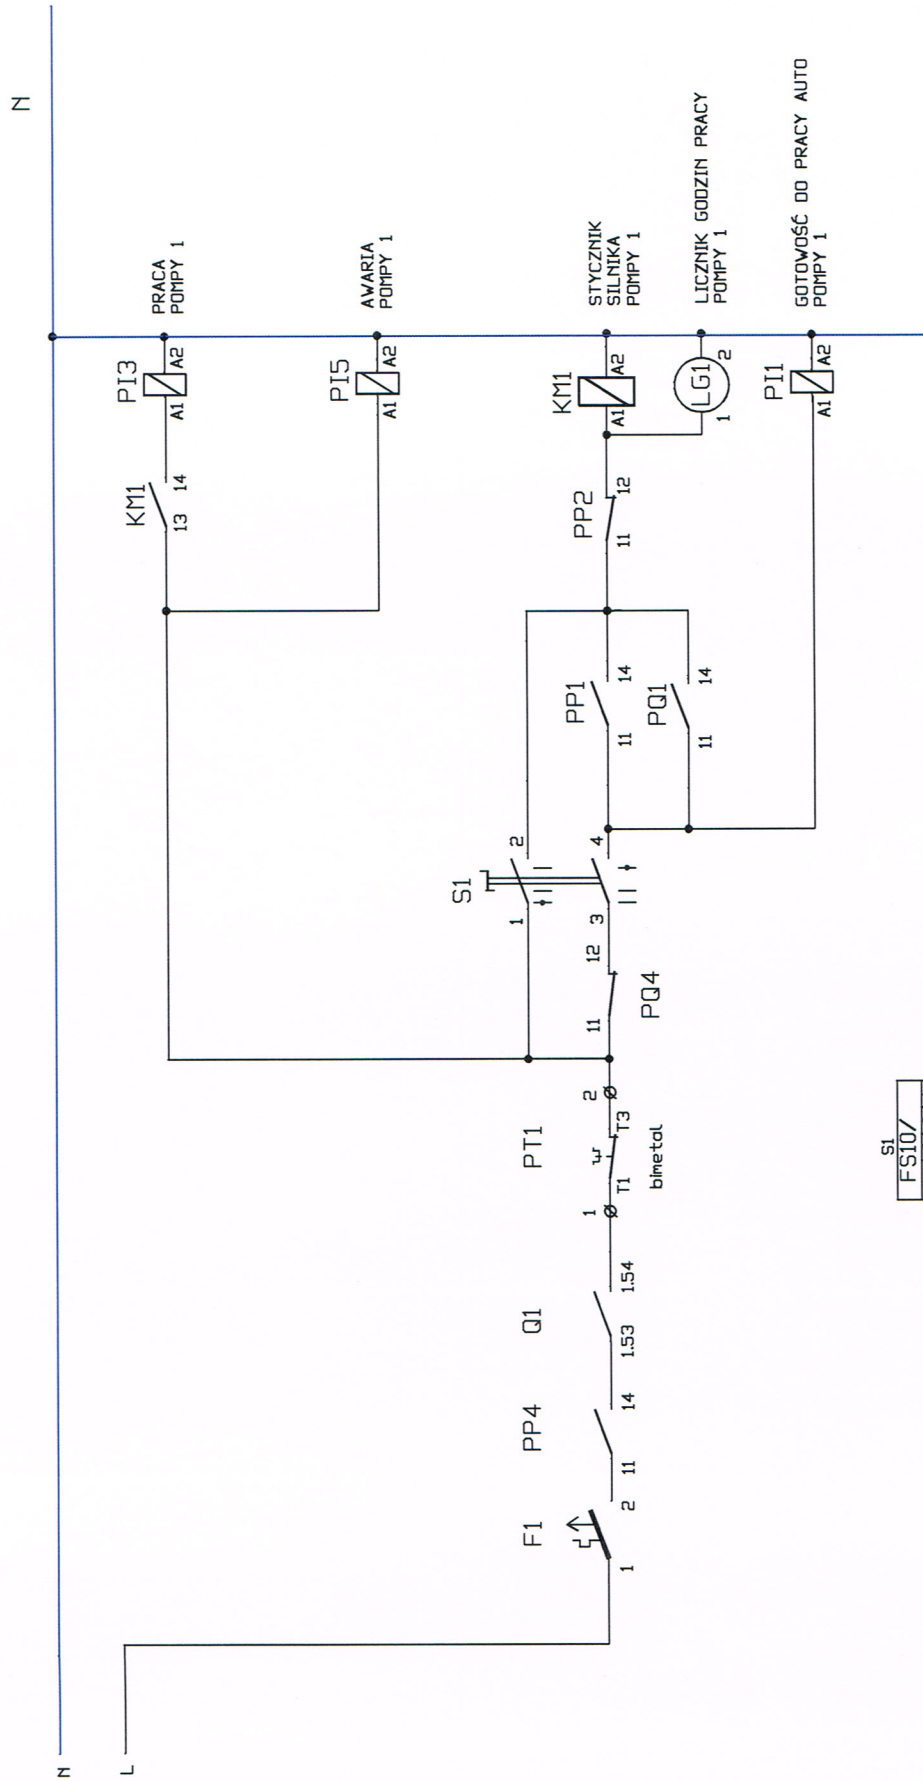 N
N
L
PI3
A1
A2
PRACA
POMPY 1
KM1
13
14
PI5
A1
A2
AWARIA
POMPY 1
S1
1
2
3
4
PP1
11
14
PQ1
11
14
PP2
11
12
KM1
A1
A2
STYCZNIK
SILNIKA
POMPY 1
LG1
1
2
LICZNIK GODZIN PRACY
POMPY 1
PI1
A1
A2
GOTOWOŚĆ DO PRACY AUTO
POMPY 1
F1
1
2
PP4
11
14
Q1
1.53
1.54
PT1
1
2
T1
T3
bimetal
PQ4
11
12
S1
FS10/